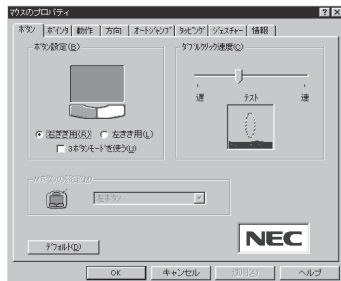 マウスのプロパティ
ボタン ポインタ 動作 方向 オートジャンプ タッピング ジェスチャー 情報
ボタン設定(B)
ダブルクリック速度(C)
遅 テスト 速
右きき用(R) 左きき用(L)
3ボタンモードを使う(U)
左ボタン
デフォルト(D)
NEC
OK キャンセル 適用(A) ヘルプ